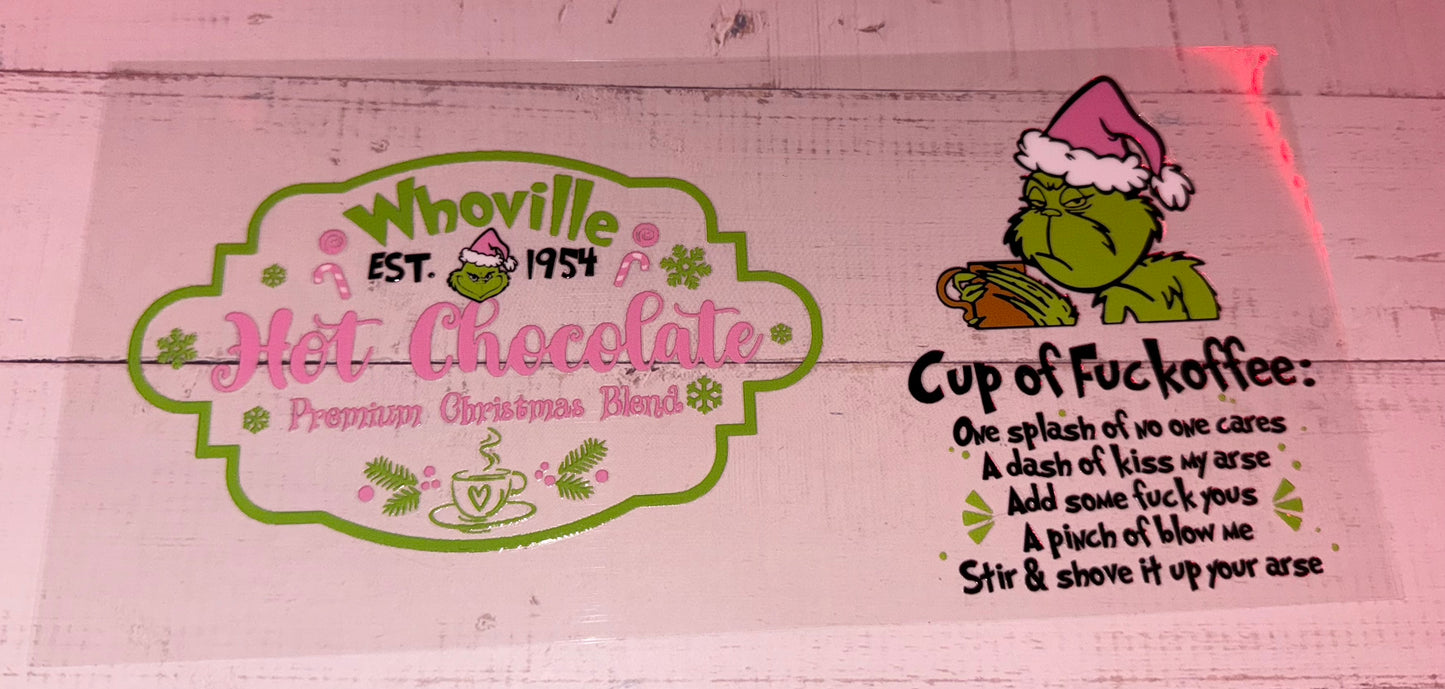 Whoville
EST. 1954
Hot Chocolate
Premium Christmas Blend
Cup of Fuckoffee:
One splash of no one cares
A dash of kiss my arse
Add some fuck yous
A pinch of blow me
Stir & shove it up your arse